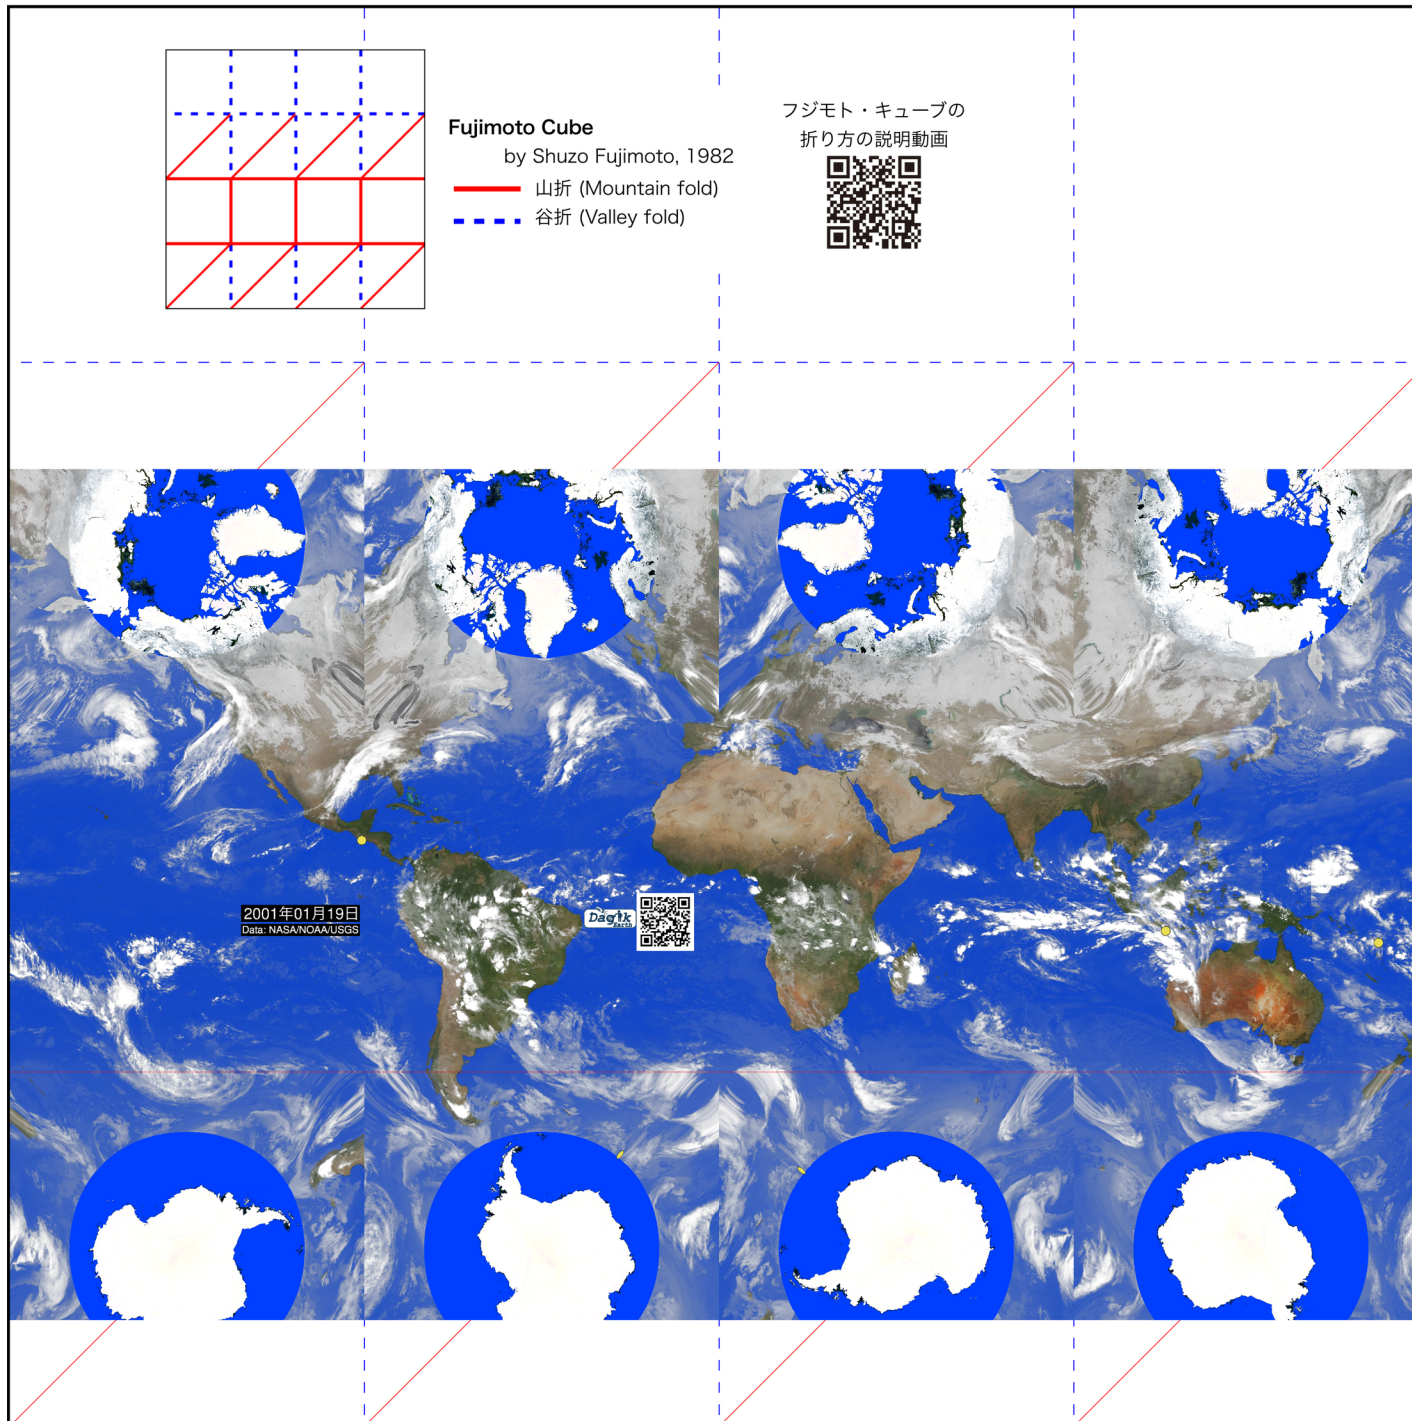 Fujimoto Cube
by Shuzo Fujimoto, 1982
山折 (Mountain fold)
谷折 (Valley fold)
フジモト・キューブの
折り方の説明動画
2001年01月19日
Data: NASA/NOAA/USGS
Dagik
Earth